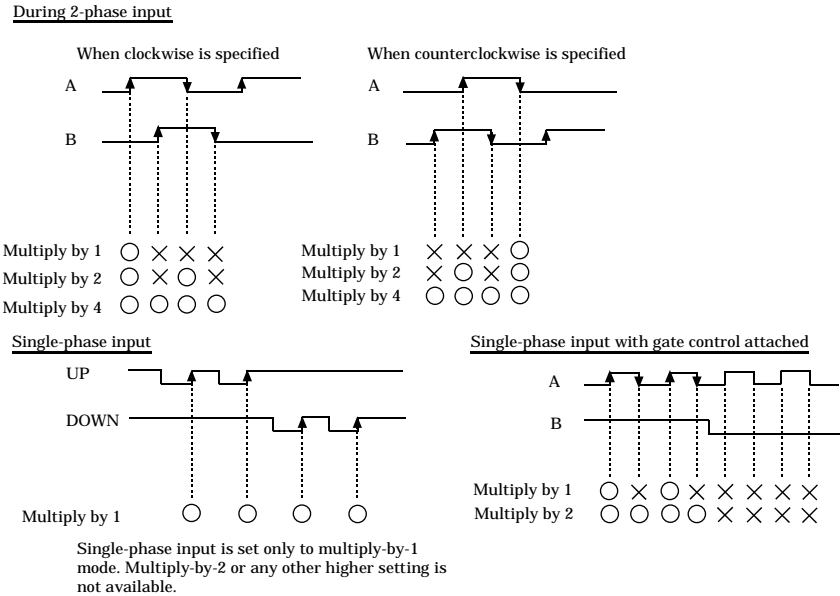 During 2-phase input
When clockwise is specified
A
B
Multiply by 1
Multiply by 2
Multiply by 4
When counterclockwise is specified
A
B
Multiply by 1
Multiply by 2
Multiply by 4
Single-phase input
UP
DOWN
Multiply by 1
Single-phase input is set only to multiply-by-1
mode. Multiply-by-2 or any other higher setting is
not available.
Single-phase input with gate control attached
A
B
Multiply by 1
Multiply by 2